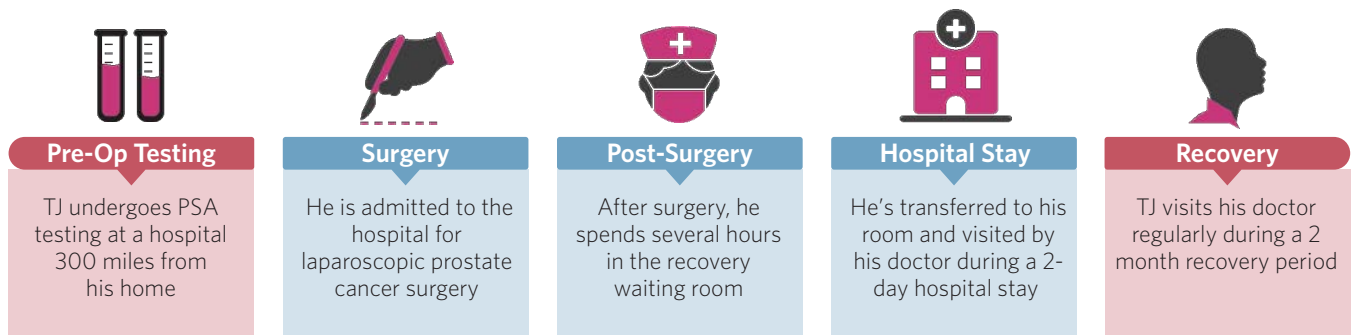 Pre-Op Testing
TJ undergoes PSA
testing at a hospital
300 miles from
his home
Surgery
He is admitted to the
hospital for
laparoscopic prostate
cancer surgery
Post-Surgery
After surgery, he
spends several hours
in the recovery
waiting room
Hospital Stay
He's transferred to his
room and visited by
his doctor during a 2-
day hospital stay
Recovery
TJ visits his doctor
regularly during a 2
month recovery period